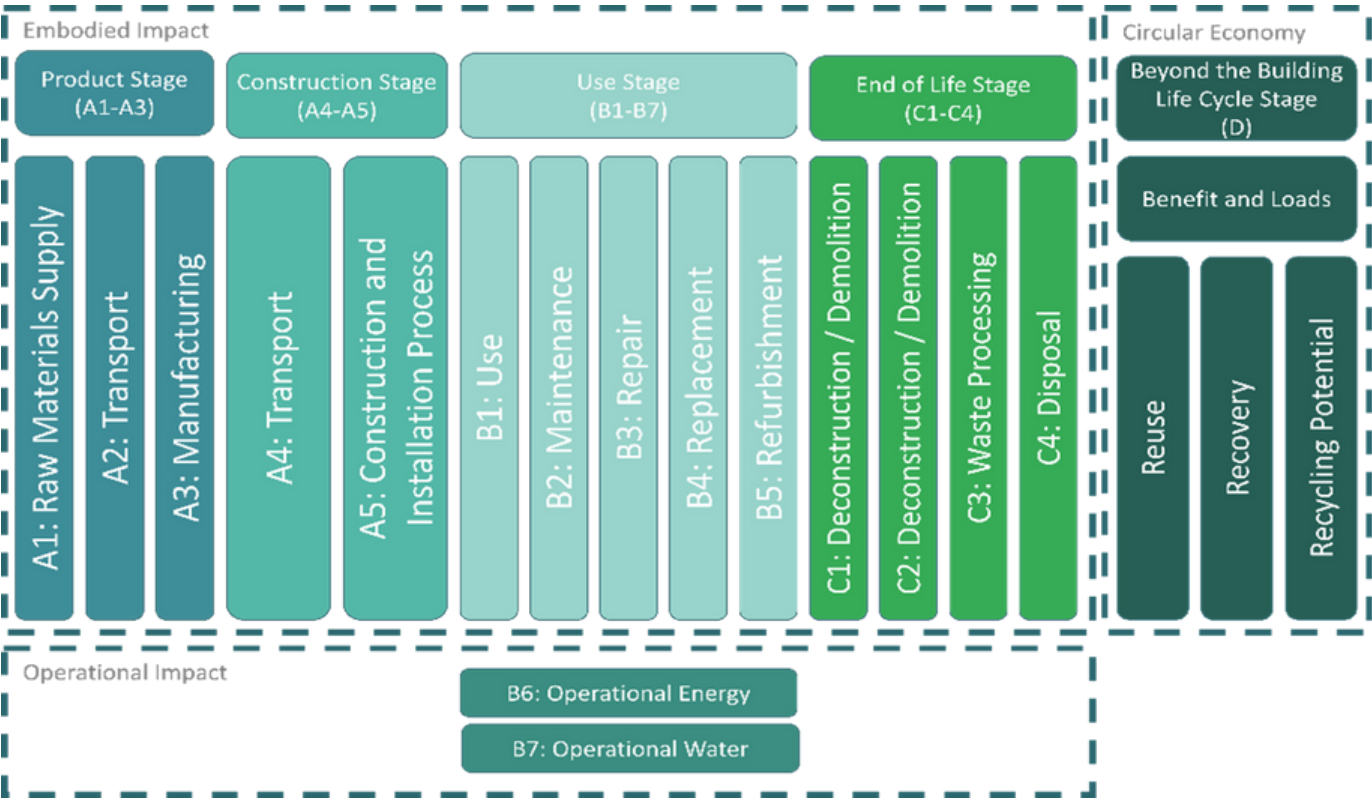 Embodied Impact
Product Stage
(A1-A3)
A1: Raw Materials Supply
A2: Transport
A3: Manufacturing
Construction Stage
(A4-A5)
A4: Transport
A5: Construction and
Installation Process
Use Stage
(B1-B7)
B1: Use
B2: Maintenance
B3: Repair
B4: Replacement
B5: Refurbishment
End of Life Stage
(C1-C4)
C1: Deconstruction / Demolition
C2: Deconstruction / Demolition
C3: Waste Processing
C4: Disposal
Circular Economy
Beyond the Building
Life Cycle Stage
(D)
Benefit and Loads
Reuse
Recovery
Recycling Potential
Operational Impact
B6: Operational Energy
B7: Operational Water